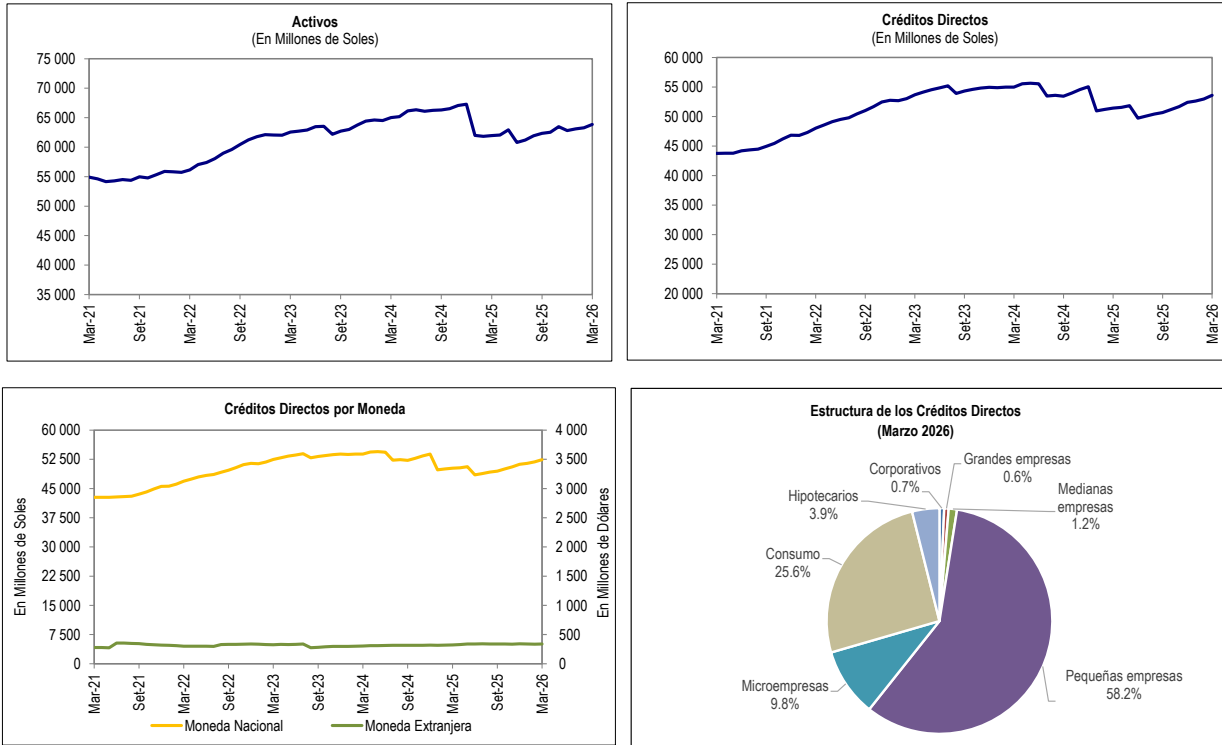 Activos
(En Millones de Soles)
75 000
70 000
65 000
60 000
55 000
50 000
45 000
40 000
35 000
Mar-21
Set-21
Mar-22
Set-22
Mar-23
Set-23
Mar-24
Set-24
Mar-25
Set-25
Mar-26
Créditos Directos
(En Millones de Soles)
60 000
55 000
50 000
45 000
40 000
35 000
30 000
25 000
20 000
Mar-21
Set-21
Mar-22
Set-22
Mar-23
Set-23
Mar-24
Set-24
Mar-25
Set-25
Mar-26
Créditos Directos por Moneda
En Millones de Soles
60 000
52 500
45 000
37 500
30 000
22 500
15 000
7 500
0
4 000
3 500
3 000
2 500
2 000
1 500
1 000
500
0
En Millones de Dólares
Mar-21
Set-21
Mar-22
Set-22
Mar-23
Set-23
Mar-24
Set-24
Mar-25
Set-25
Mar-26
Moneda Nacional
Moneda Extranjera
Estructura de los Créditos Directos
(Marzo 2026)
Corporativos
0.7%
Grandes empresas
0.6%
Medianas
empresas
1.2%
Hipotecarios
3.9%
Consumo
25.6%
Microempresas
9.8%
Pequeñas empresas
58.2%